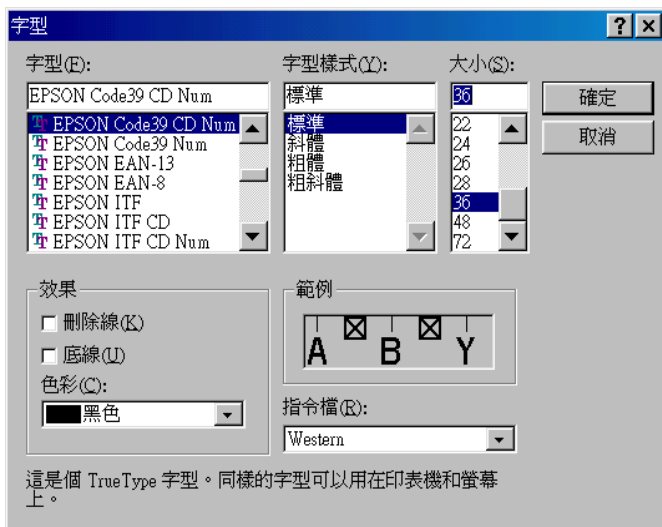 字型
字型(F):
EPSON Code39 CD Num
EPSON Code39 CD Num
EPSON Code39 Num
EPSON EAN-13
EPSON EAN-8
EPSON ITF
EPSON ITF CD
EPSON ITF CD Num
字型樣式(Y):
標準
標準
斜體
粗體
粗斜體
大小(S):
36
22
24
26
28
36
48
72
確定
取消
效果
刪除線(K)
底線(U)
色彩(C):
黑色
範例
A B Y
指令檔(R):
Western
這是個 TrueType 字型。同樣的字型可以用在印表機和螢幕
上。